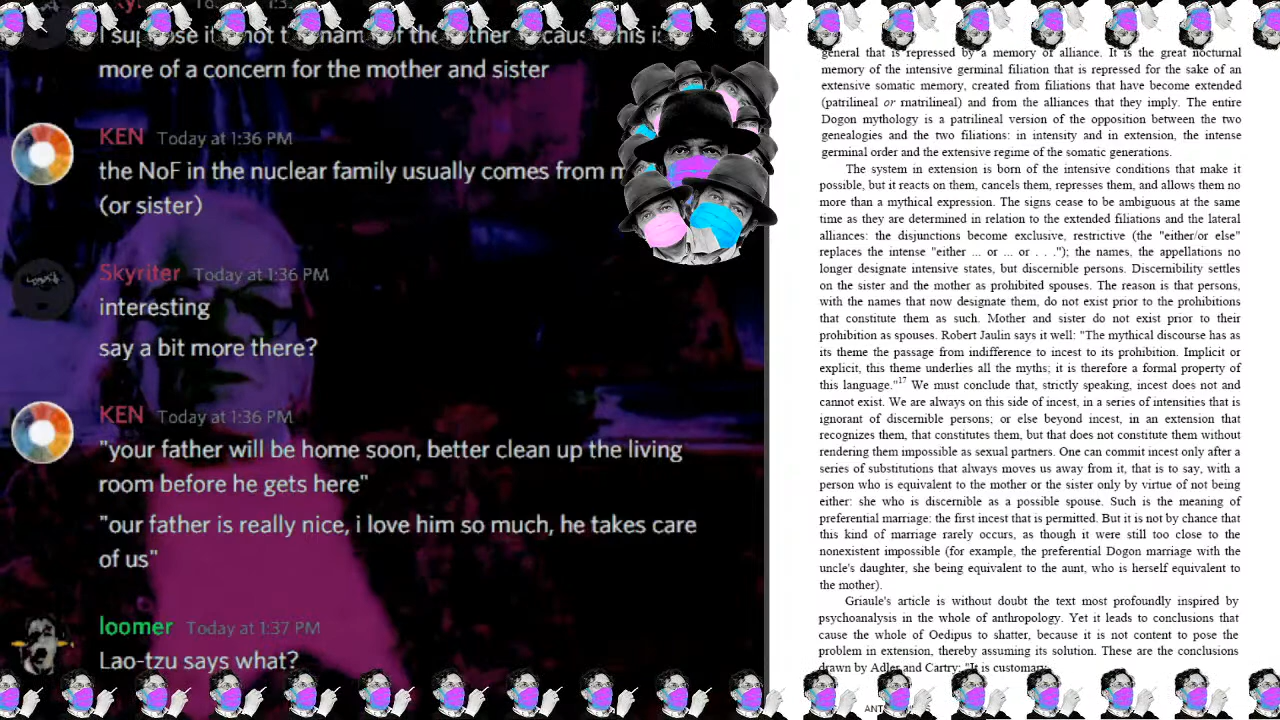 more of a concern for the mother and sister
KEN Today at 1:36 PM
the NoF in the nuclear family usually comes from
(or sister)
Skyriter Today at 1:36 PM
interesting
say a bit more there?
KEN Today at 1:36 PM
"your father will be home soon, better clean up the living
room before he gets here"
"our father is really nice, i love him so much, he takes care
of us"
loomer Today at 1:37 PM
Lao-tzu says what?
general that is repressed by a memory of alliance. It is the great nocturnal
memory of the intensive germinal filiation that is repressed for the sake of an
extensive somatic memory, created from filiations that have become extended
(patrilineal or rnatrilineal) and from the alliances that they imply. The entire
Dogon mythology is a patrilineal version of the opposition between the two
genealogies and the two filiations: in intensity and in extension, the intense
germinal order and the extensive regime of the somatic generations.
The system in extension is born of the intensive conditions that make it
possible, but it reacts on them, cancels them, represses them, and allows them no
more than a mythical expression. The signs cease to be ambiguous at the same
time as they are determined in relation to the extended filiations and the lateral
alliances: the disjunctions become exclusive, restrictive (the "either/or else"
replaces the intense "either ... or ... or . . ."); the names, the appellations no
longer designate intensive states, but discernible persons. Discernibility settles
on the sister and the mother as prohibited spouses. The reason is that persons,
with the names that now designate them, do not exist prior to the prohibitions
that constitute them as such. Mother and sister do not exist prior to their
prohibition as spouses. Robert Jaulin says it well: "The mythical discourse has as
its theme the passage from indifference to incest to its prohibition. Implicit or
explicit, this theme underlies all the myths; it is therefore a formal property of
this language."17 We must conclude that, strictly speaking, incest does not and
cannot exist. We are always on this side of incest, in a series of intensities that is
ignorant of discernible persons; or else beyond incest, in an extension that
recognizes them, that constitutes them, but that does not constitute them without
rendering them impossible as sexual partners. One can commit incest only after a
series of substitutions that always moves us away from it, that is to say, with a
person who is equivalent to the mother or the sister only by virtue of not being
either: she who is discernible as a possible spouse. Such is the meaning of
preferential marriage: the first incest that is permitted. But it is not by chance that
this kind of marriage rarely occurs, as though it were still too close to the
nonexistent impossible (for example, the preferential Dogon marriage with the
uncle's daughter, she being equivalent to the aunt, who is herself equivalent to
the mother).
Griaule's article is without doubt the text most profoundly inspired by
psychoanalysis in the whole of anthropology. Yet it leads to conclusions that
cause the whole of Oedipus to shatter, because it is not content to pose the
problem in extension, thereby assuming its solution. These are the conclusions
drawn by Adler and Cartry: "It is customary
ANT